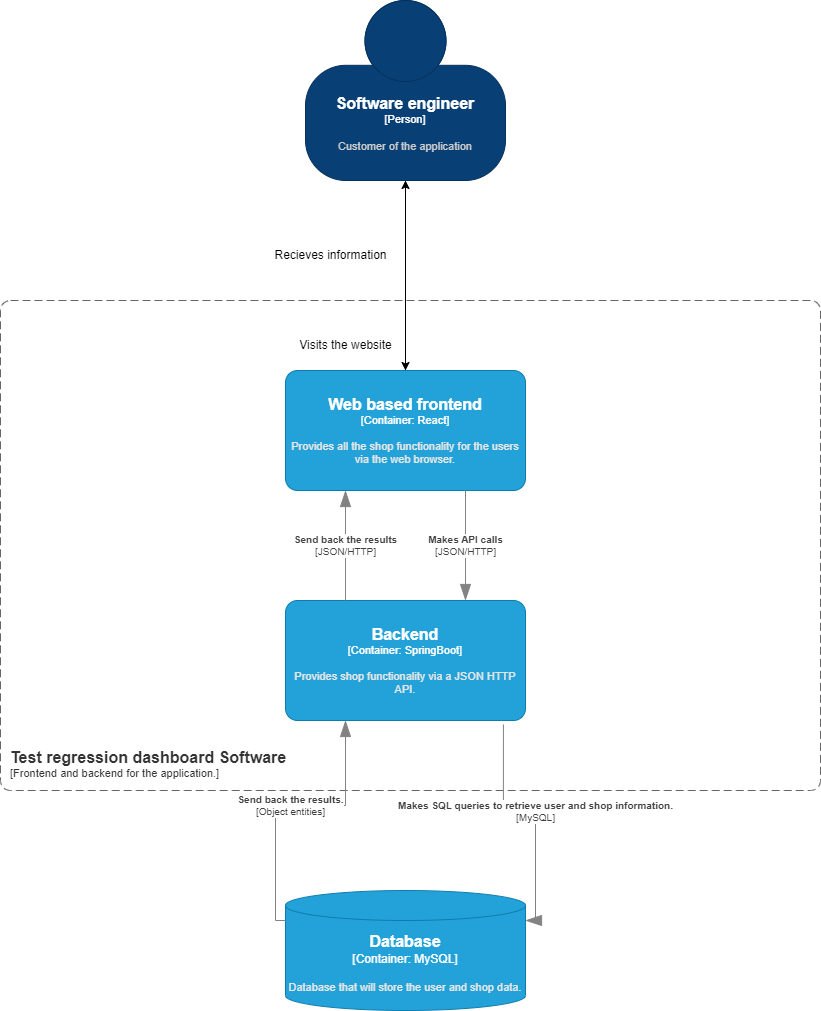 Software engineer
[Person]
Customer of the application
Recieves information
Visits the website
Web based frontend
[Container: React]
Provides all the shop functionality for the users
via the web browser.
Send back the results
[JSON/HTTP]
Makes API calls
[JSON/HTTP]
Backend
[Container: SpringBoot]
Provides shop functionality via a JSON HTTP
API.
Test regression dashboard Software
[Frontend and backend for the application.]
Send back the results.
[Object entities]
Makes SQL queries to retrieve user and shop information.
[MySQL]
Database
[Container: MySQL]
Database that will store the user and shop data.